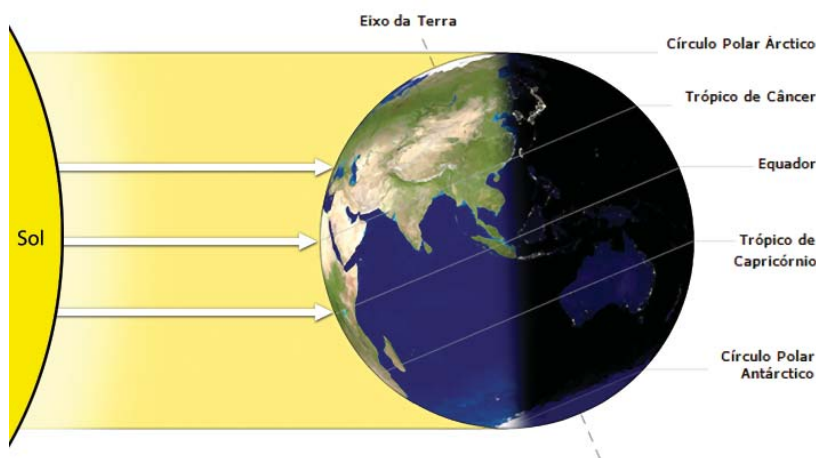 Eixo da Terra
Círculo Polar Árctico
Trópico de Câncer
Equador
Sol
Trópico de
Capricórnio
Círculo Polar
Antárctico